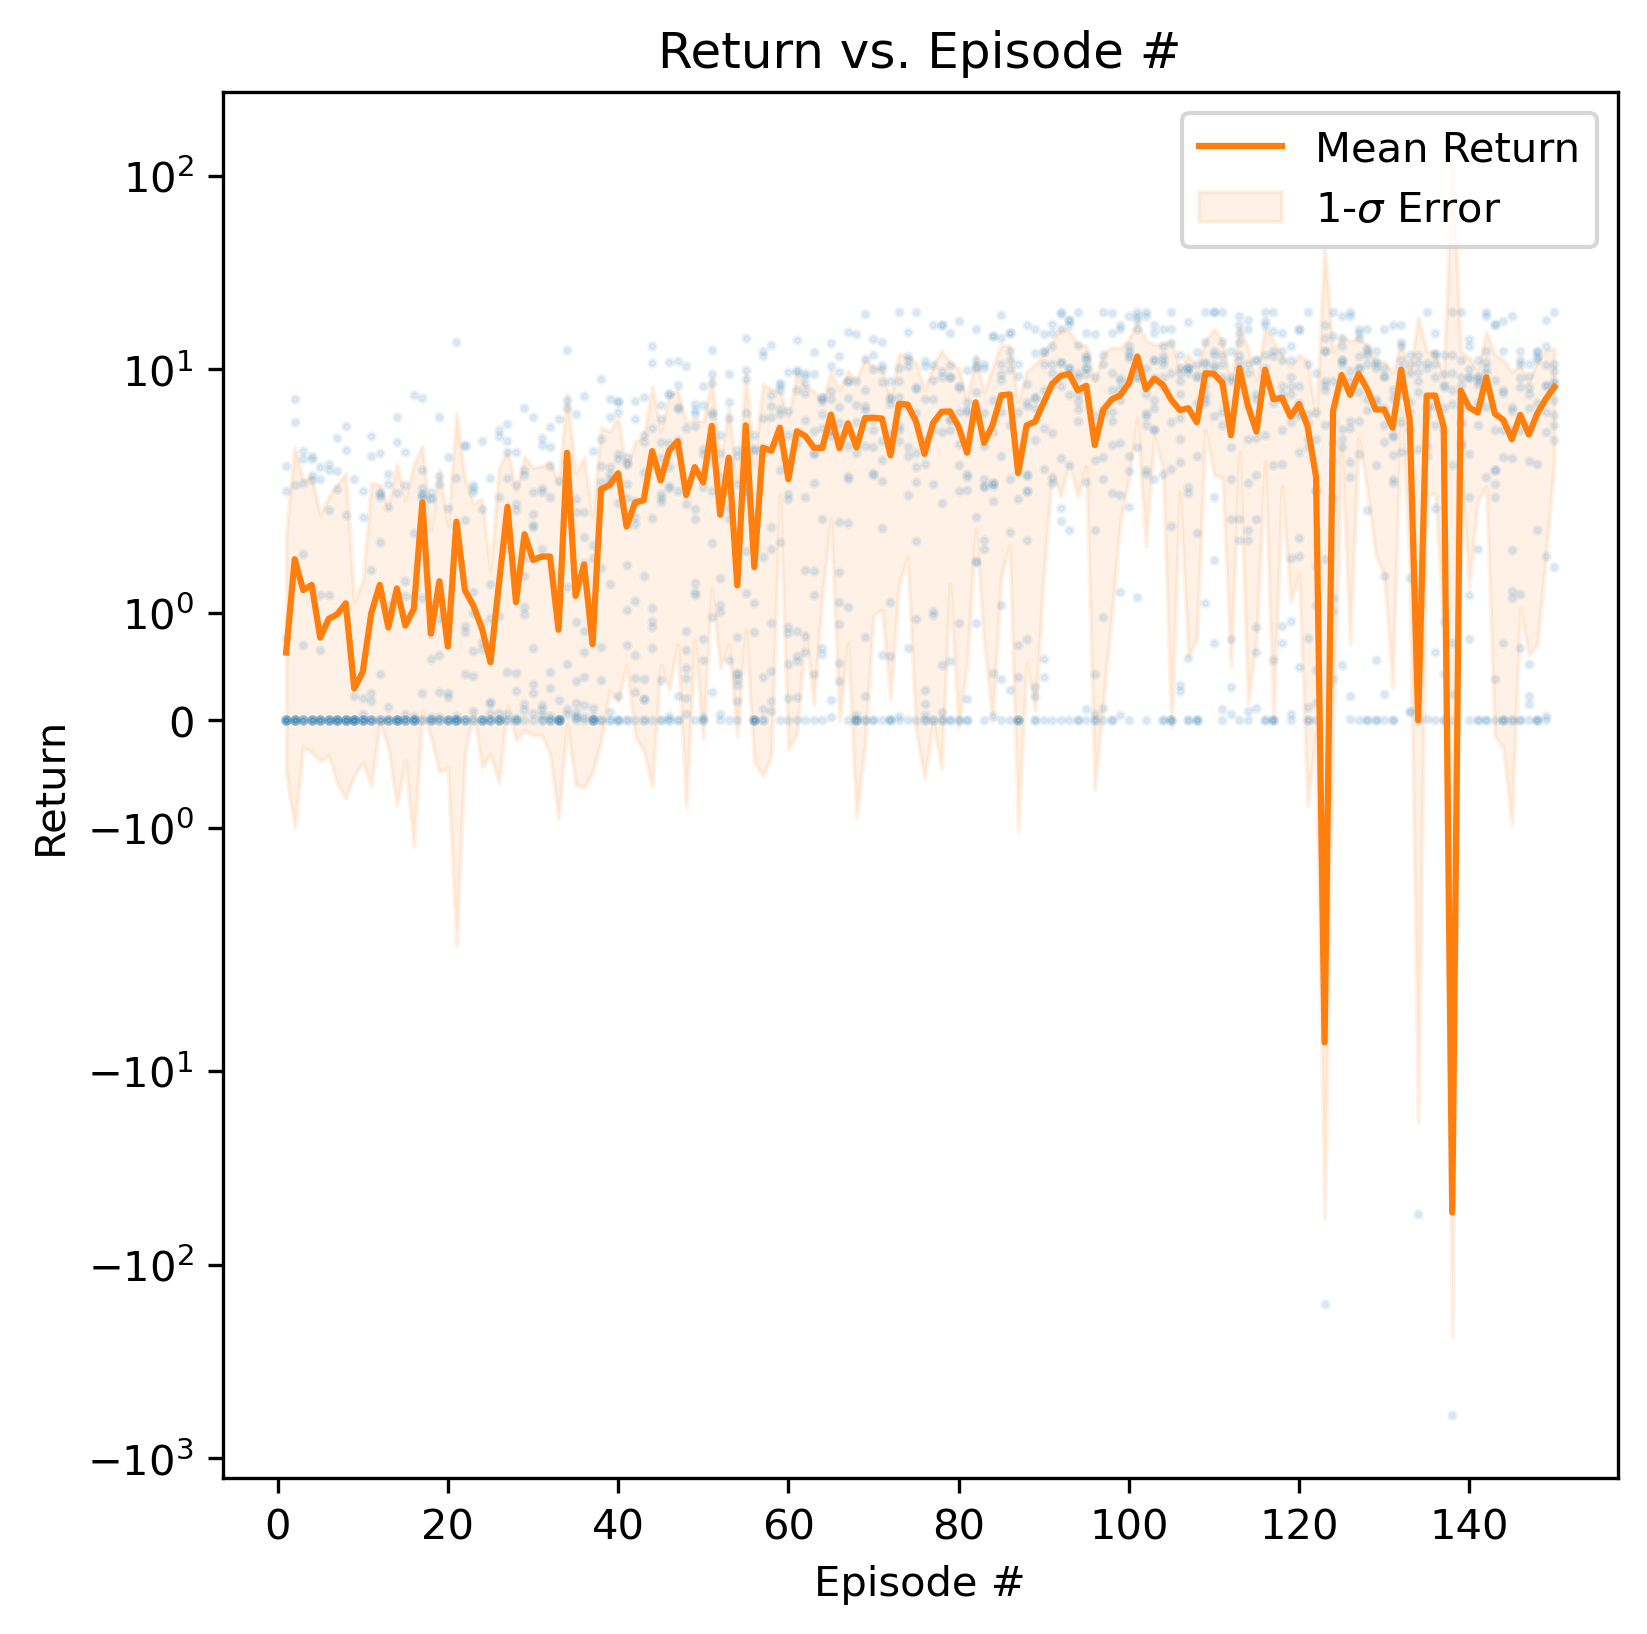 Return vs. Episode #
Mean Return
1-σ Error
10²
10¹
10⁰
0
−10⁰
−10¹
−10²
−10³
Return
0 20 40 60 80 100 120 140
Episode #